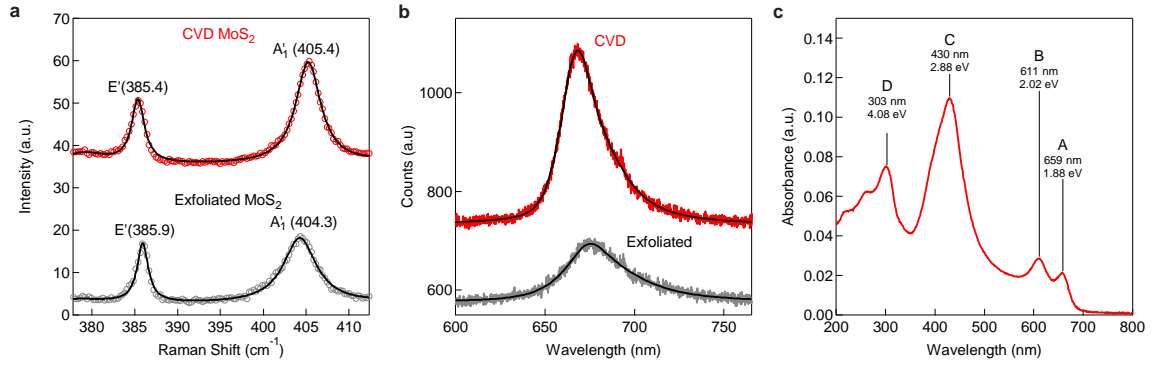 a
CVD MoS₂
E'(385.4)
A'₁ (405.4)
Exfoliated MoS₂
E'(385.9)
A'₁ (404.3)
Intensity (a.u.)
70
60
50
40
30
20
10
0
380
385
390
395
400
405
410
Raman Shift (cm⁻¹)
b
CVD
Exfoliated
Counts (a.u)
1000
800
600
600
650
700
750
Wavelength (nm)
c
C
430 nm
2.88 eV
B
611 nm
2.02 eV
D
303 nm
4.08 eV
A
659 nm
1.88 eV
Absorbance (a.u.)
0.14
0.12
0.10
0.08
0.06
0.04
0.02
0.00
200
300
400
500
600
700
800
Wavelength (nm)